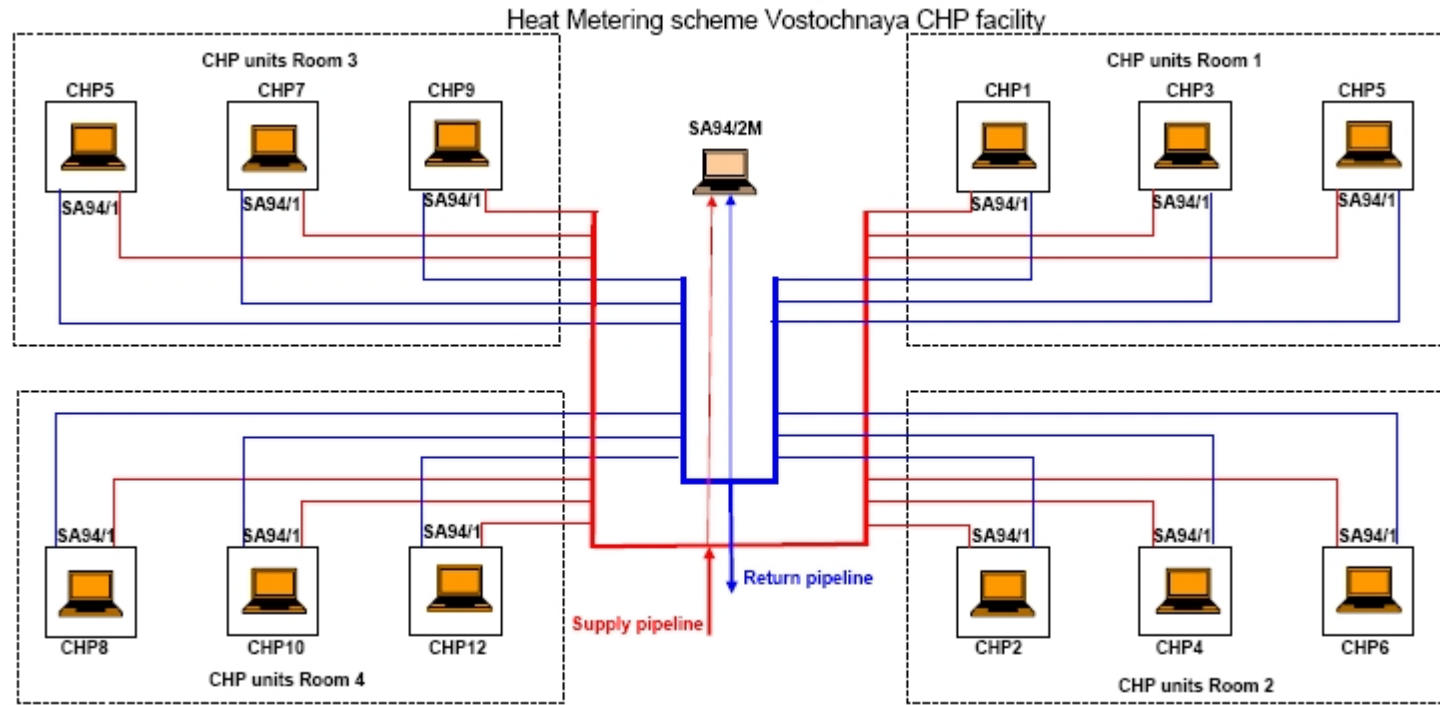 Heat Metering scheme Vostochnaya CHP facility
CHP units Room 3
CHP5
CHP7
CHP9
SA94/1
SA94/1
SA94/1
SA94/2M
CHP units Room 1
CHP1
CHP3
CHP5
SA94/1
SA94/1
SA94/1
SA94/1
SA94/1
SA94/1
CHP8
CHP10
CHP12
CHP units Room 4
Return pipeline
Supply pipeline
SA94/1
SA94/1
SA94/1
CHP2
CHP4
CHP6
CHP units Room 2